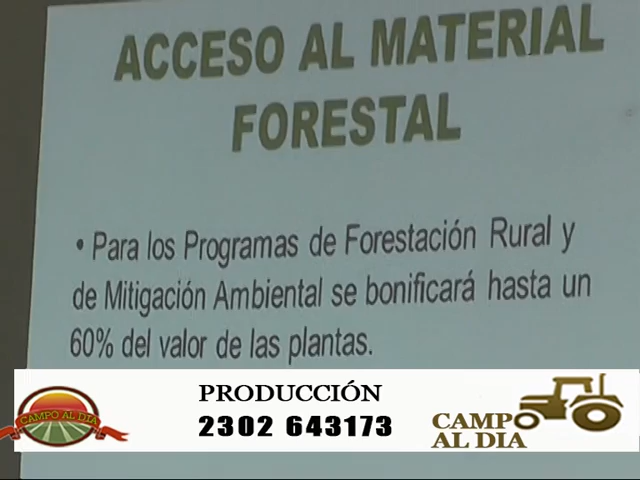 ACCESO AL MATERIAL
FORESTAL
• Para los Programas de Forestación Rural y
de Mitigación Ambiental se bonificará hasta un
60% del valor de las plantas.
CAMPO AL DIA
PRODUCCIÓN
2302 643173
CAMPO
AL DIA